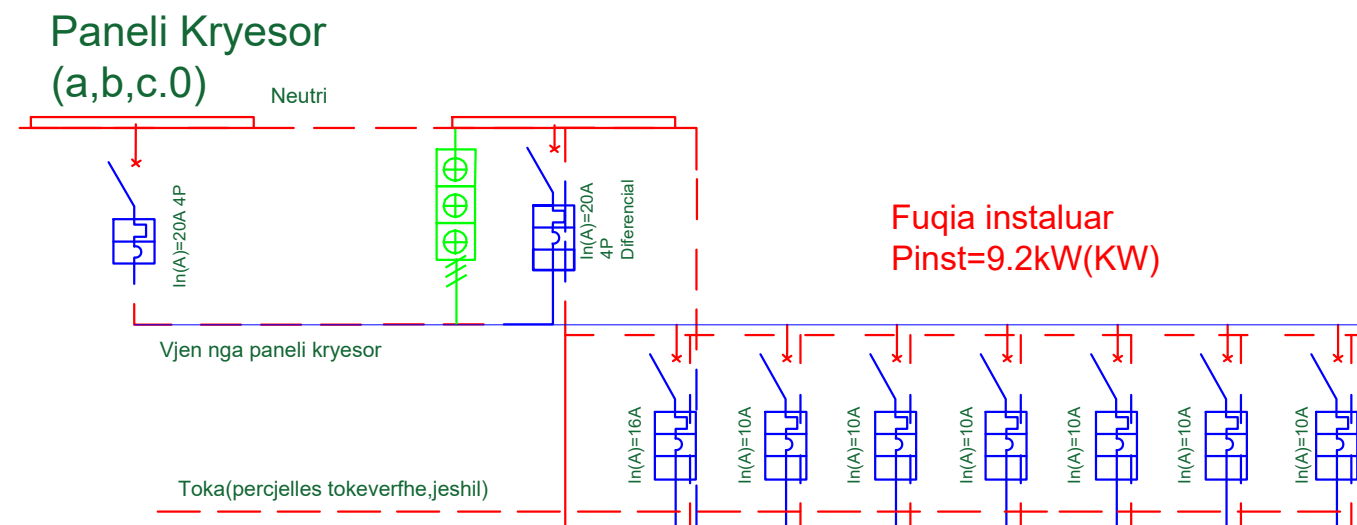 Paneli Kryesor
(a,b,c.0)
Neutri
In(A)=20A 4P
In(A)=20A
4P
Diferencial
Fuqia instaluar
Pinst=9.2kW(KW)
Vjen nga paneli kryesor
In(A)=16A
In(A)=10A
In(A)=10A
In(A)=10A
In(A)=10A
In(A)=10A
In(A)=10A
Toka(percjelles tokeverfhe,jeshil)